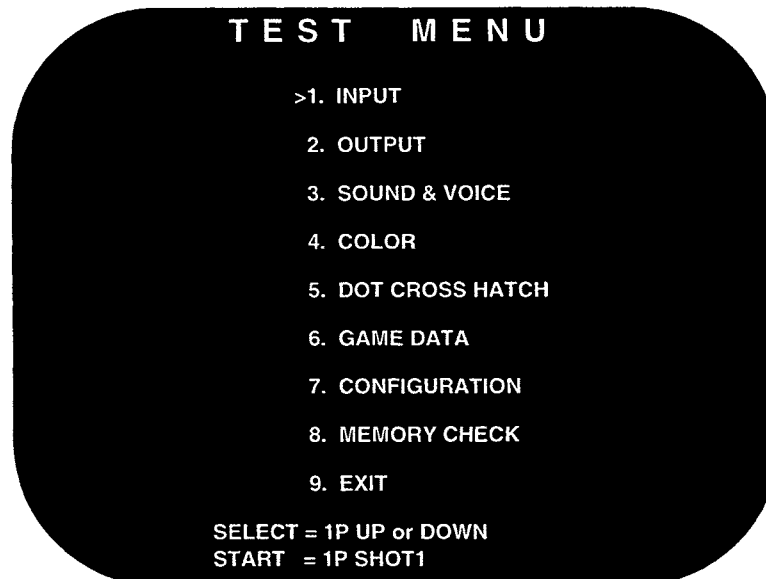 TEST MENU
>1. INPUT
2. OUTPUT
3. SOUND & VOICE
4. COLOR
5. DOT CROSS HATCH
6. GAME DATA
7. CONFIGURATION
8. MEMORY CHECK
9. EXIT
SELECT = 1P UP or DOWN
START = 1P SHOT1